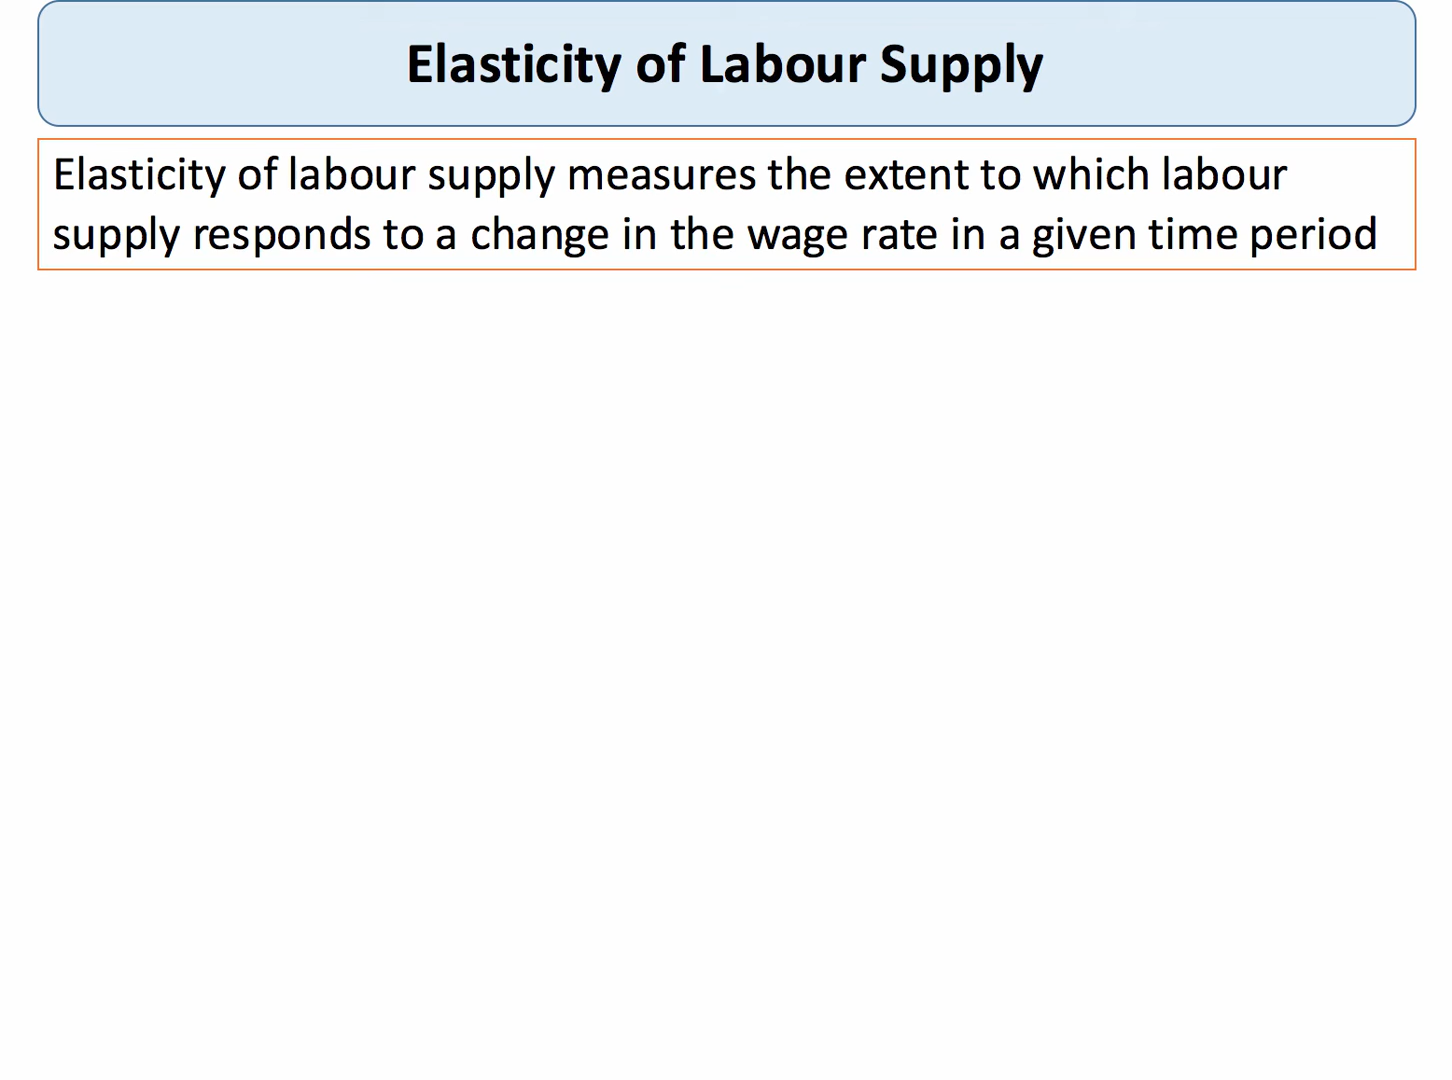 Elasticity of Labour Supply
Elasticity of labour supply measures the extent to which labour
supply responds to a change in the wage rate in a given time period